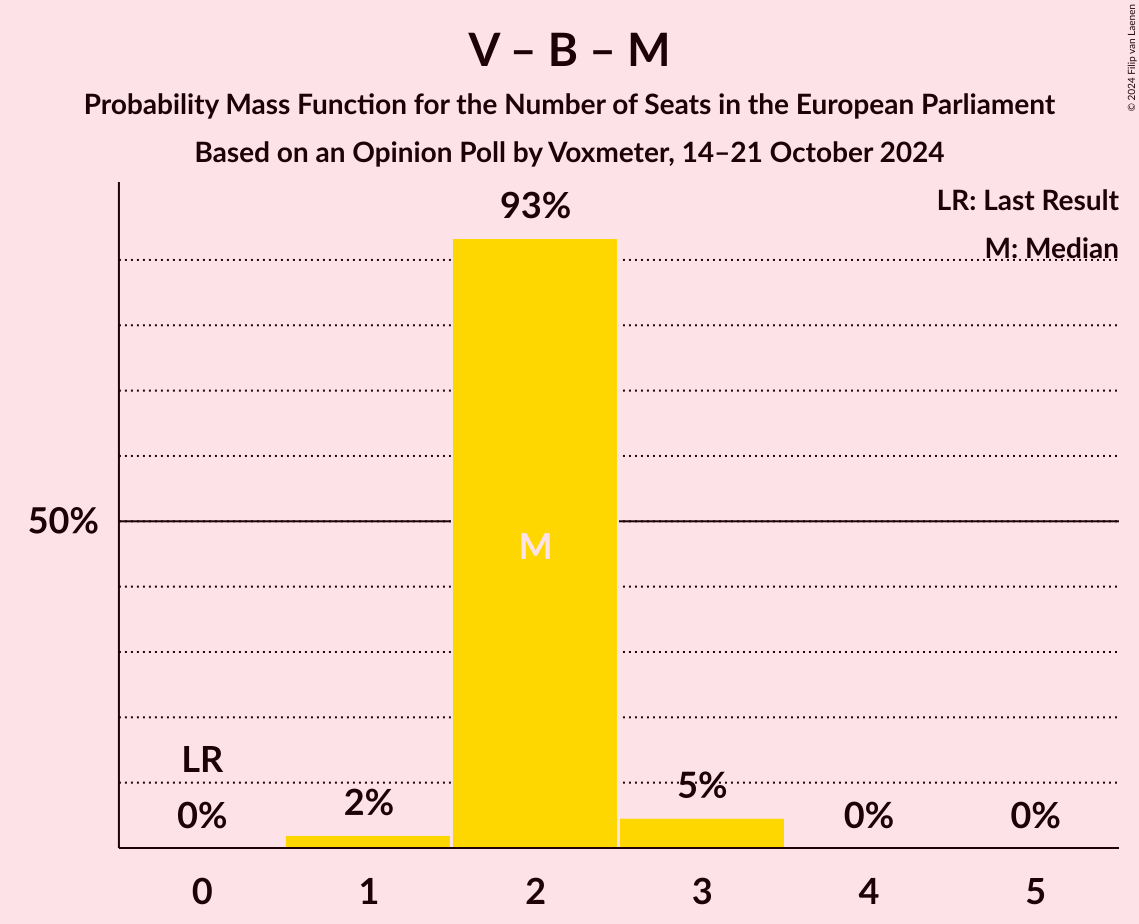 V – B – M
Probability Mass Function for the Number of Seats in the European Parliament
Based on an Opinion Poll by Voxmeter, 14–21 October 2024
© 2024 Filip van Laenen
LR: Last Result
M: Median
93%
50%
M
LR
0%
2%
5%
0%
0%
0
1
2
3
4
5